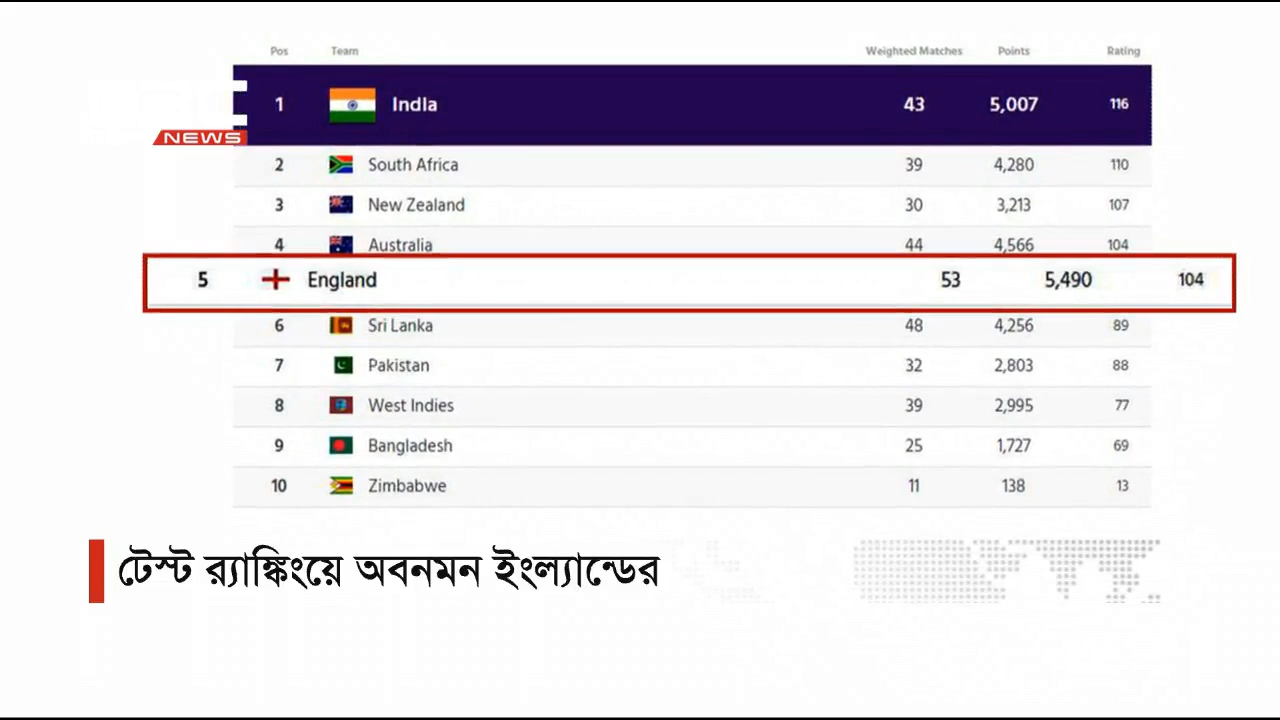 Pos Team Weighted Matches Points Rating
1 India 43 5,007 116
NEWS
2 South Africa 39 4,280 110
3 New Zealand 30 3,213 107
4 Australia 44 4,566 104
5 England 53 5,490 104
6 Sri Lanka 48 4,256 89
7 Pakistan 32 2,803 88
8 West Indies 39 2,995 77
9 Bangladesh 25 1,727 69
10 Zimbabwe 11 138 13
টেস্ট র‍্যাঙ্কিংয়ে অবনমন ইংল্যান্ডের